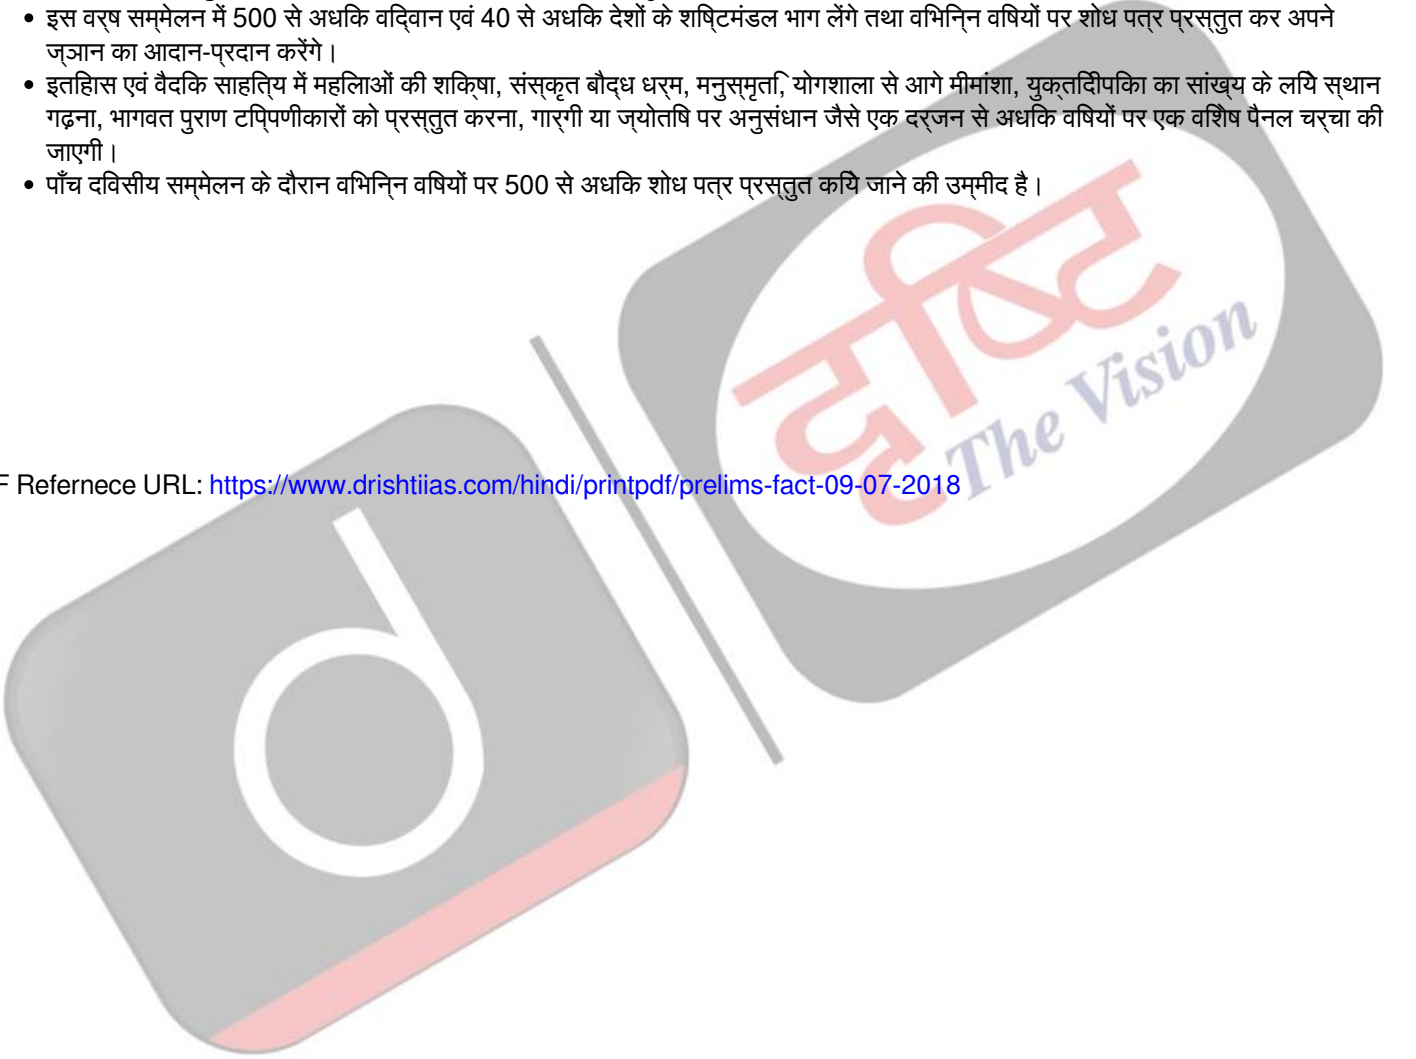 • इस वर्ष सम्मेलन में 500 से अधिक विद्वान एवं 40 से अधिक देशों के शिष्टमंडल भाग लेंगे तथा विभिन्न विषयों पर शोध पत्र प्रस्तुत कर अपने
ज्ञान का आदान-प्रदान करेंगे।
• इतिहास एवं वैदिक साहित्य में महिलाओं की शिक्षा, संस्कृत बौद्ध धर्म, मनुस्मृति, योगशाला से आगे मीमांशा, युक्तिदीपिका का सांख्य के लिये स्थान
गढ़ना, भागवत पुराण टिप्पणीकारों को प्रस्तुत करना, गार्गी या ज्योतिष पर अनुसंधान जैसे एक दर्जन से अधिक विषयों पर एक विशेष पैनल चर्चा की
जाएगी।
• पाँच दिवसीय सम्मेलन के दौरान विभिन्न विषयों पर 500 से अधिक शोध पत्र प्रस्तुत किये जाने की उम्मीद है।
दृष्टि
The Vision
F Refernece URL: https://www.drishtiias.com/hindi/printpdf/prelims-fact-09-07-2018
d